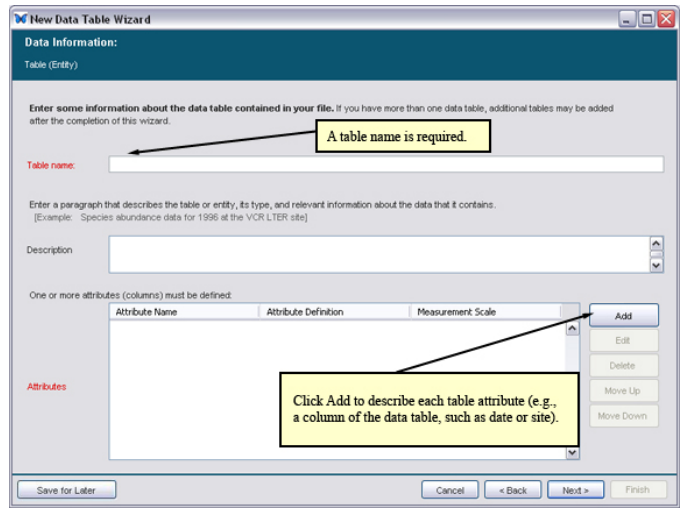 New Data Table Wizard
Data Information:
Table (Entity)
Enter some information about the data table contained in your file. If you have more than one data table, additional tables may be added
after the completion of this wizard.
A table name is required.
Table name:
Enter a paragraph that describes the table or entity, its type, and relevant information about the data that it contains.
[Example: Species abundance data for 1996 at the VCR LTER site]
Description
One or more attributes (columns) must be defined:
Attribute Name Attribute Definition Measurement Scale
Add
Edit
Delete
Attributes
Move Up
Move Down
Click Add to describe each table attribute (e.g.,
a column of the data table, such as date or site).
Save for Later Cancel < Back Next > Finish